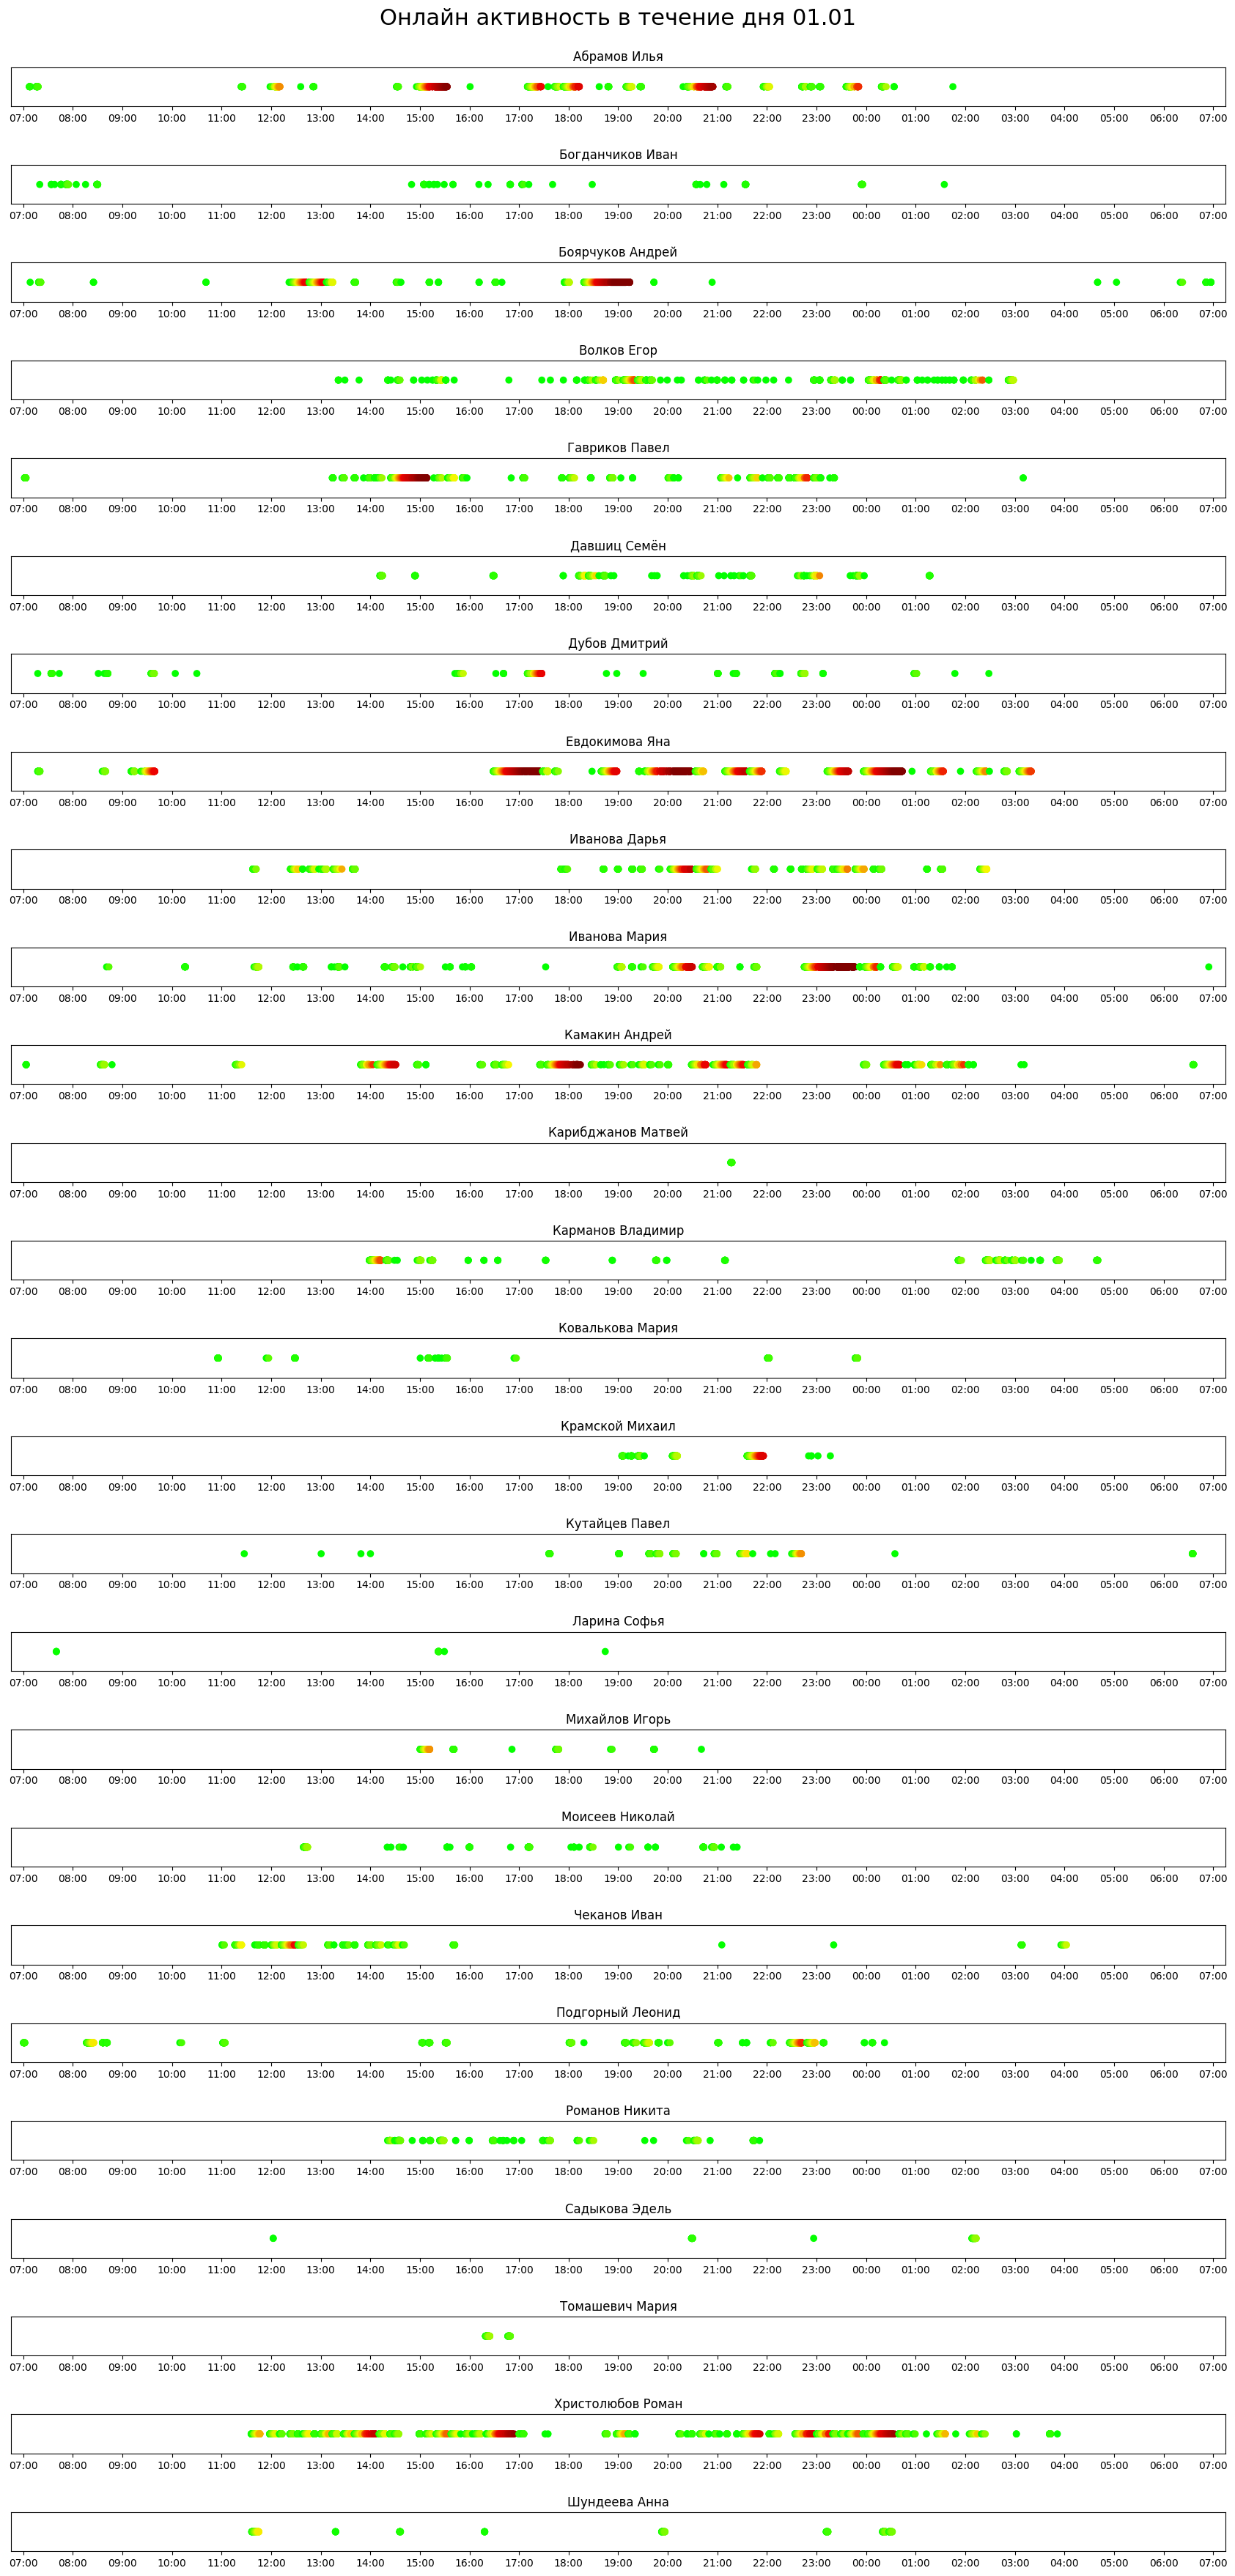 Онлайн активность в течение дня 01.01
Абрамов Илья
07:00 08:00 09:00 10:00 11:00 12:00 13:00 14:00 15:00 16:00 17:00 18:00 19:00 20:00 21:00 22:00 23:00 00:00 01:00 02:00 03:00 04:00 05:00 06:00 07:00
Богданчиков Иван
07:00 08:00 09:00 10:00 11:00 12:00 13:00 14:00 15:00 16:00 17:00 18:00 19:00 20:00 21:00 22:00 23:00 00:00 01:00 02:00 03:00 04:00 05:00 06:00 07:00
Боярчуков Андрей
07:00 08:00 09:00 10:00 11:00 12:00 13:00 14:00 15:00 16:00 17:00 18:00 19:00 20:00 21:00 22:00 23:00 00:00 01:00 02:00 03:00 04:00 05:00 06:00 07:00
Волков Егор
07:00 08:00 09:00 10:00 11:00 12:00 13:00 14:00 15:00 16:00 17:00 18:00 19:00 20:00 21:00 22:00 23:00 00:00 01:00 02:00 03:00 04:00 05:00 06:00 07:00
Гавриков Павел
07:00 08:00 09:00 10:00 11:00 12:00 13:00 14:00 15:00 16:00 17:00 18:00 19:00 20:00 21:00 22:00 23:00 00:00 01:00 02:00 03:00 04:00 05:00 06:00 07:00
Давшиц Семён
07:00 08:00 09:00 10:00 11:00 12:00 13:00 14:00 15:00 16:00 17:00 18:00 19:00 20:00 21:00 22:00 23:00 00:00 01:00 02:00 03:00 04:00 05:00 06:00 07:00
Дубов Дмитрий
07:00 08:00 09:00 10:00 11:00 12:00 13:00 14:00 15:00 16:00 17:00 18:00 19:00 20:00 21:00 22:00 23:00 00:00 01:00 02:00 03:00 04:00 05:00 06:00 07:00
Евдокимова Яна
07:00 08:00 09:00 10:00 11:00 12:00 13:00 14:00 15:00 16:00 17:00 18:00 19:00 20:00 21:00 22:00 23:00 00:00 01:00 02:00 03:00 04:00 05:00 06:00 07:00
Иванова Дарья
07:00 08:00 09:00 10:00 11:00 12:00 13:00 14:00 15:00 16:00 17:00 18:00 19:00 20:00 21:00 22:00 23:00 00:00 01:00 02:00 03:00 04:00 05:00 06:00 07:00
Иванова Мария
07:00 08:00 09:00 10:00 11:00 12:00 13:00 14:00 15:00 16:00 17:00 18:00 19:00 20:00 21:00 22:00 23:00 00:00 01:00 02:00 03:00 04:00 05:00 06:00 07:00
Камакин Андрей
07:00 08:00 09:00 10:00 11:00 12:00 13:00 14:00 15:00 16:00 17:00 18:00 19:00 20:00 21:00 22:00 23:00 00:00 01:00 02:00 03:00 04:00 05:00 06:00 07:00
Карибджанов Матвей
07:00 08:00 09:00 10:00 11:00 12:00 13:00 14:00 15:00 16:00 17:00 18:00 19:00 20:00 21:00 22:00 23:00 00:00 01:00 02:00 03:00 04:00 05:00 06:00 07:00
Карманов Владимир
07:00 08:00 09:00 10:00 11:00 12:00 13:00 14:00 15:00 16:00 17:00 18:00 19:00 20:00 21:00 22:00 23:00 00:00 01:00 02:00 03:00 04:00 05:00 06:00 07:00
Ковалькова Мария
07:00 08:00 09:00 10:00 11:00 12:00 13:00 14:00 15:00 16:00 17:00 18:00 19:00 20:00 21:00 22:00 23:00 00:00 01:00 02:00 03:00 04:00 05:00 06:00 07:00
Крамской Михаил
07:00 08:00 09:00 10:00 11:00 12:00 13:00 14:00 15:00 16:00 17:00 18:00 19:00 20:00 21:00 22:00 23:00 00:00 01:00 02:00 03:00 04:00 05:00 06:00 07:00
Кутайцев Павел
07:00 08:00 09:00 10:00 11:00 12:00 13:00 14:00 15:00 16:00 17:00 18:00 19:00 20:00 21:00 22:00 23:00 00:00 01:00 02:00 03:00 04:00 05:00 06:00 07:00
Ларина Софья
07:00 08:00 09:00 10:00 11:00 12:00 13:00 14:00 15:00 16:00 17:00 18:00 19:00 20:00 21:00 22:00 23:00 00:00 01:00 02:00 03:00 04:00 05:00 06:00 07:00
Михайлов Игорь
07:00 08:00 09:00 10:00 11:00 12:00 13:00 14:00 15:00 16:00 17:00 18:00 19:00 20:00 21:00 22:00 23:00 00:00 01:00 02:00 03:00 04:00 05:00 06:00 07:00
Моисеев Николай
07:00 08:00 09:00 10:00 11:00 12:00 13:00 14:00 15:00 16:00 17:00 18:00 19:00 20:00 21:00 22:00 23:00 00:00 01:00 02:00 03:00 04:00 05:00 06:00 07:00
Чеканов Иван
07:00 08:00 09:00 10:00 11:00 12:00 13:00 14:00 15:00 16:00 17:00 18:00 19:00 20:00 21:00 22:00 23:00 00:00 01:00 02:00 03:00 04:00 05:00 06:00 07:00
Подгорный Леонид
07:00 08:00 09:00 10:00 11:00 12:00 13:00 14:00 15:00 16:00 17:00 18:00 19:00 20:00 21:00 22:00 23:00 00:00 01:00 02:00 03:00 04:00 05:00 06:00 07:00
Романов Никита
07:00 08:00 09:00 10:00 11:00 12:00 13:00 14:00 15:00 16:00 17:00 18:00 19:00 20:00 21:00 22:00 23:00 00:00 01:00 02:00 03:00 04:00 05:00 06:00 07:00
Садыкова Эдель
07:00 08:00 09:00 10:00 11:00 12:00 13:00 14:00 15:00 16:00 17:00 18:00 19:00 20:00 21:00 22:00 23:00 00:00 01:00 02:00 03:00 04:00 05:00 06:00 07:00
Томашевич Мария
07:00 08:00 09:00 10:00 11:00 12:00 13:00 14:00 15:00 16:00 17:00 18:00 19:00 20:00 21:00 22:00 23:00 00:00 01:00 02:00 03:00 04:00 05:00 06:00 07:00
Христолюбов Роман
07:00 08:00 09:00 10:00 11:00 12:00 13:00 14:00 15:00 16:00 17:00 18:00 19:00 20:00 21:00 22:00 23:00 00:00 01:00 02:00 03:00 04:00 05:00 06:00 07:00
Шундеева Анна
07:00 08:00 09:00 10:00 11:00 12:00 13:00 14:00 15:00 16:00 17:00 18:00 19:00 20:00 21:00 22:00 23:00 00:00 01:00 02:00 03:00 04:00 05:00 06:00 07:00